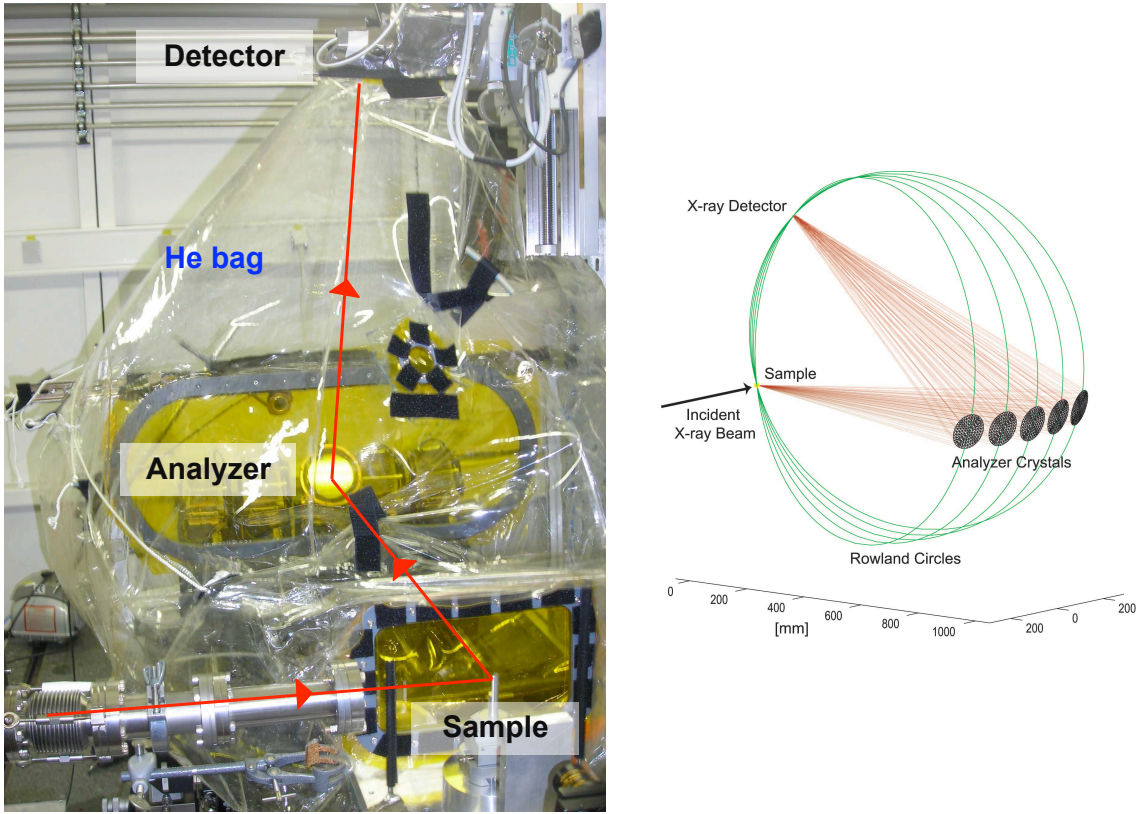 Detector
He bag
Analyzer
Sample
X-ray Detector
Sample
Incident
X-ray Beam
Analyzer Crystals
Rowland Circles
0
200
400
600
800
1000
[mm]
200
0
200